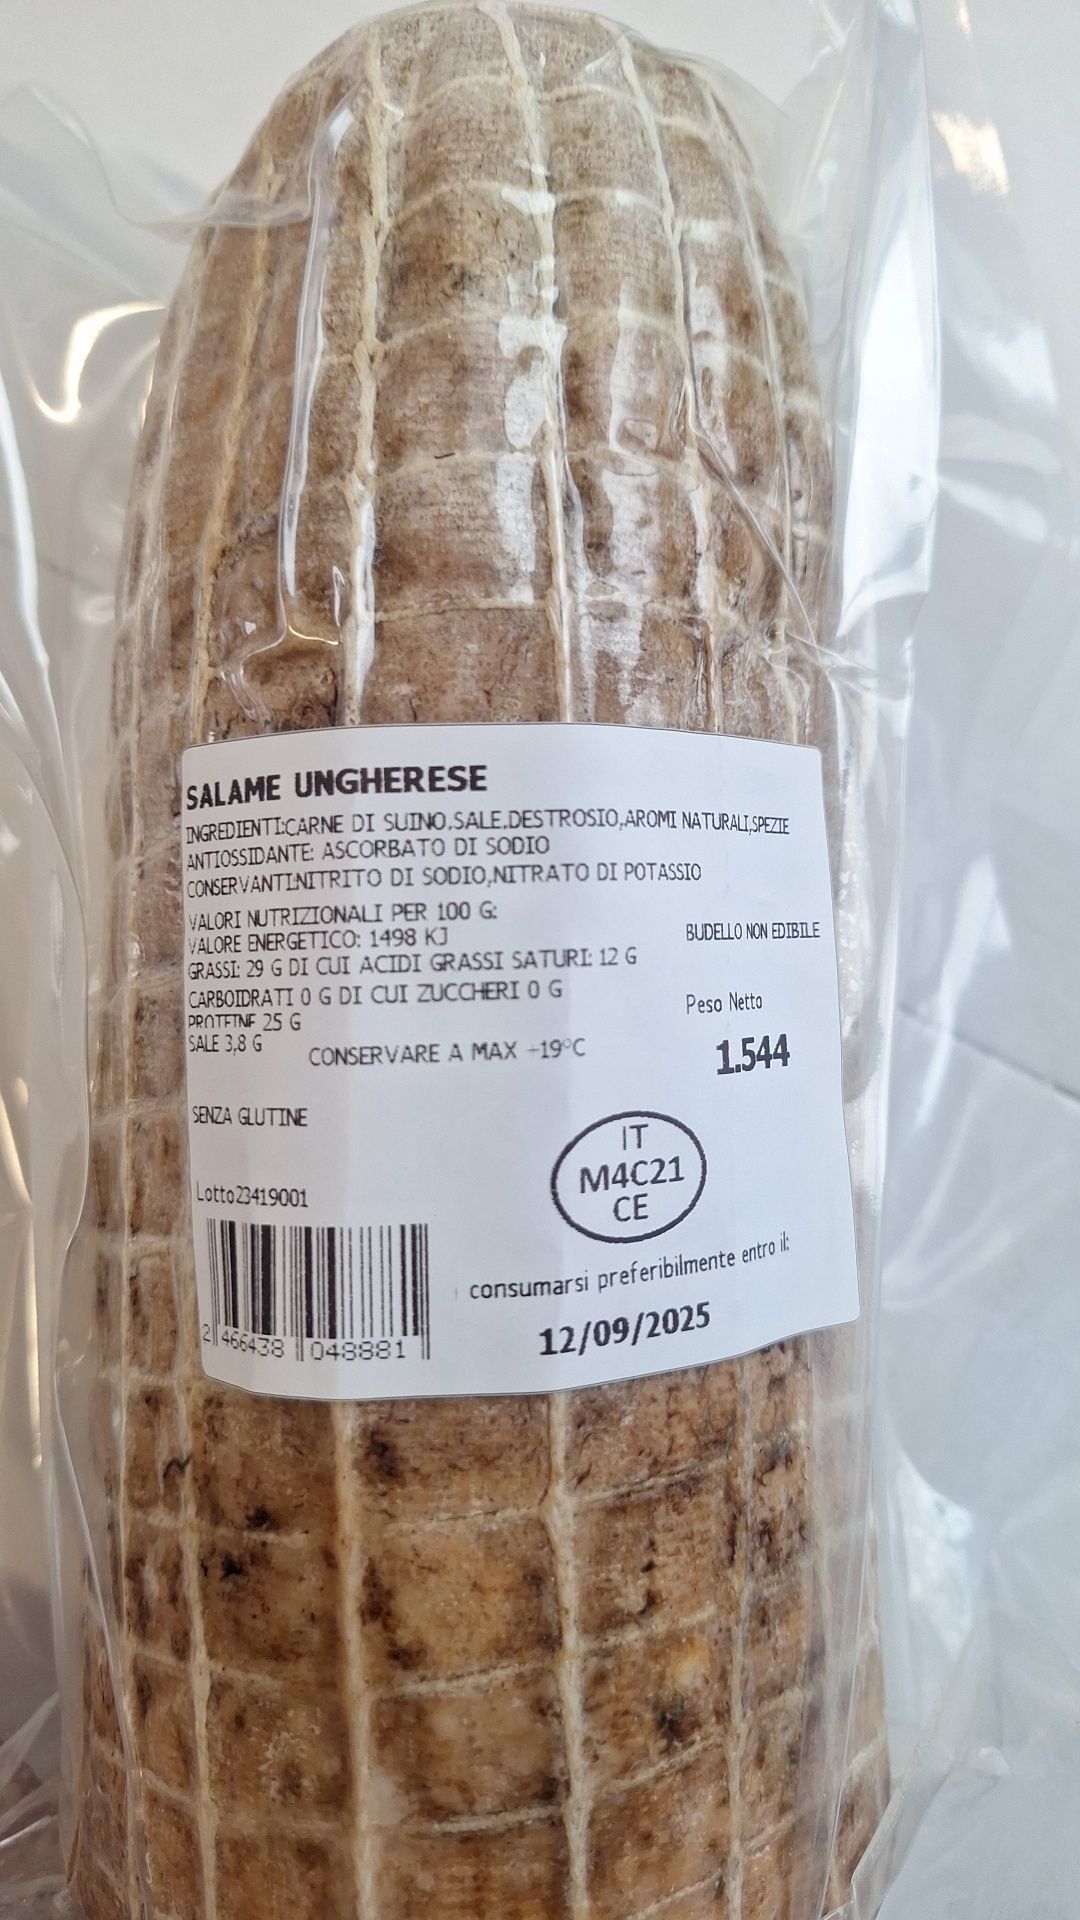 SALAME UNGHERESE
INGREDIENTI:CARNE DI SUINO,SALE,DESTROSIO,AROMI NATURALI,SPEZIE
ANTIOSSIDANTE: ASCORBATO DI SODIO
CONSERVANTI:NITRITO DI SODIO,NITRATO DI POTASSIO
VALORI NUTRIZIONALI PER 100 G:
VALORE ENERGETICO: 1498 KJ
BUDELLO NON EDIBILE
GRASSI: 29 G DI CUI ACIDI GRASSI SATURI: 12 G
CARBOIDRATI 0 G DI CUI ZUCCHERI 0 G
Peso Netto
PROTEINE 25 G
SALE 3,8 G
CONSERVARE A MAX +19°C
1.544
SENZA GLUTINE
IT
M4C21
CE
Lotto23419001
consumarsi preferibilmente entro il:
12/09/2025
2 466438 048881